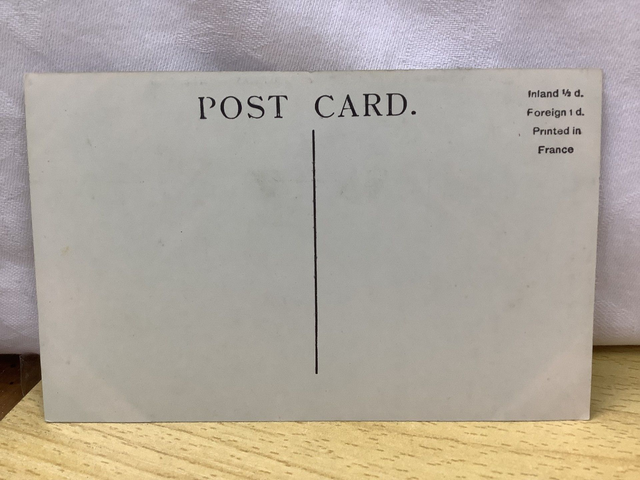 POST CARD.
Inland ½ d.
Foreign 1 d.
Printed in
France